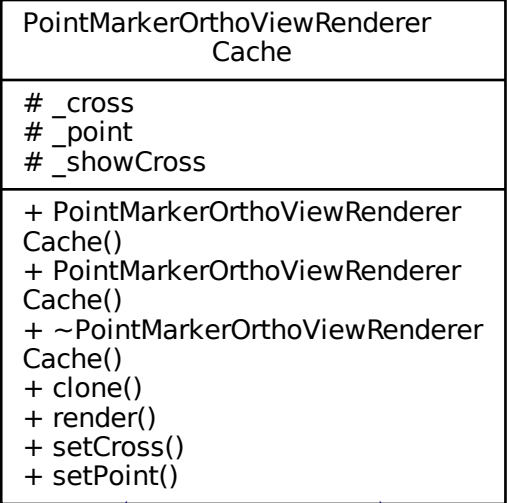 PointMarkerOrthoViewRenderer
Cache
# _cross
# _point
# _showCross
+ PointMarkerOrthoViewRenderer
Cache()
+ PointMarkerOrthoViewRenderer
Cache()
+ ~PointMarkerOrthoViewRenderer
Cache()
+ clone()
+ render()
+ setCross()
+ setPoint()